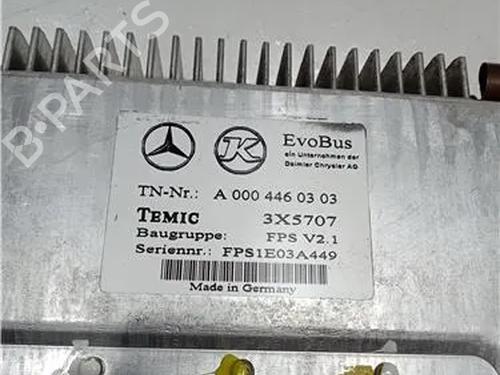 B-PARTS
K
EvoBus
ein Unternehmen der
Daimler Chrysler AG
TN-Nr.: A 000 446 03 03
TEMIC 3X5707
Baugruppe: FPS V2.1
Seriennr.: FPS1E03A449
Made in Germany